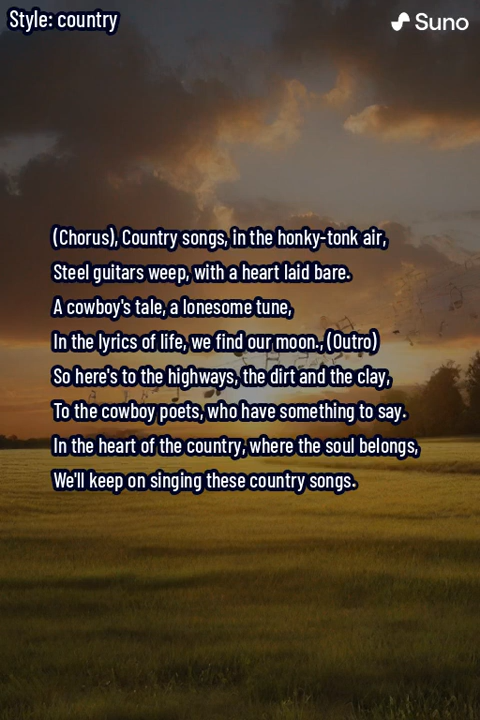 Style: country
Suno
(Chorus), Country songs, in the honky-tonk air,
Steel guitars weep, with a heart laid bare.
A cowboy's tale, a lonesome tune,
In the lyrics of life, we find our moon., (Outro)
So here's to the highways, the dirt and the clay,
To the cowboy poets, who have something to say.
In the heart of the country, where the soul belongs,
We'll keep on singing these country songs.